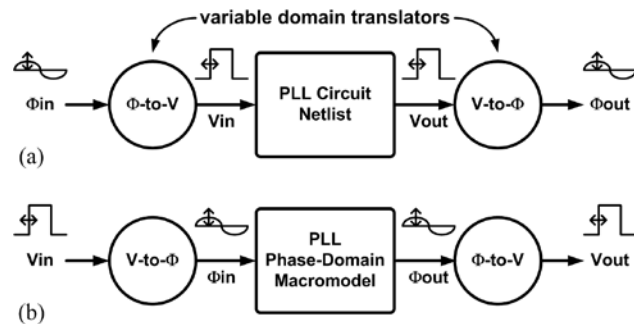 variable domain translators
Φin
Φ-to-V
Vin
PLL Circuit
Netlist
Vout
V-to-Φ
Φout
(a)
Vin
V-to-Φ
Φin
PLL
Phase-Domain
Macromodel
Φout
Φ-to-V
Vout
(b)